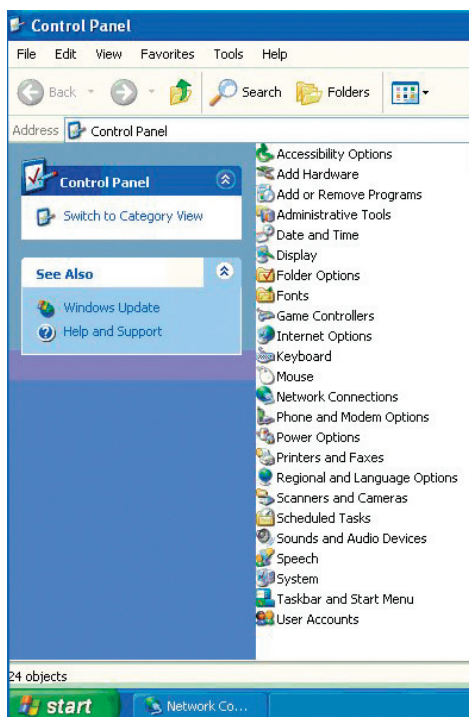 Control Panel
File Edit View Favorites Tools Help
Back Search Folders
Address Control Panel
Control Panel
Switch to Category View
See Also
Windows Update
Help and Support
Accessibility Options
Add Hardware
Add or Remove Programs
Administrative Tools
Date and Time
Display
Folder Options
Fonts
Game Controllers
Internet Options
Keyboard
Mouse
Network Connections
Phone and Modem Options
Power Options
Printers and Faxes
Regional and Language Options
Scanners and Cameras
Scheduled Tasks
Sounds and Audio Devices
Speech
System
Taskbar and Start Menu
User Accounts
24 objects
start Network Co...